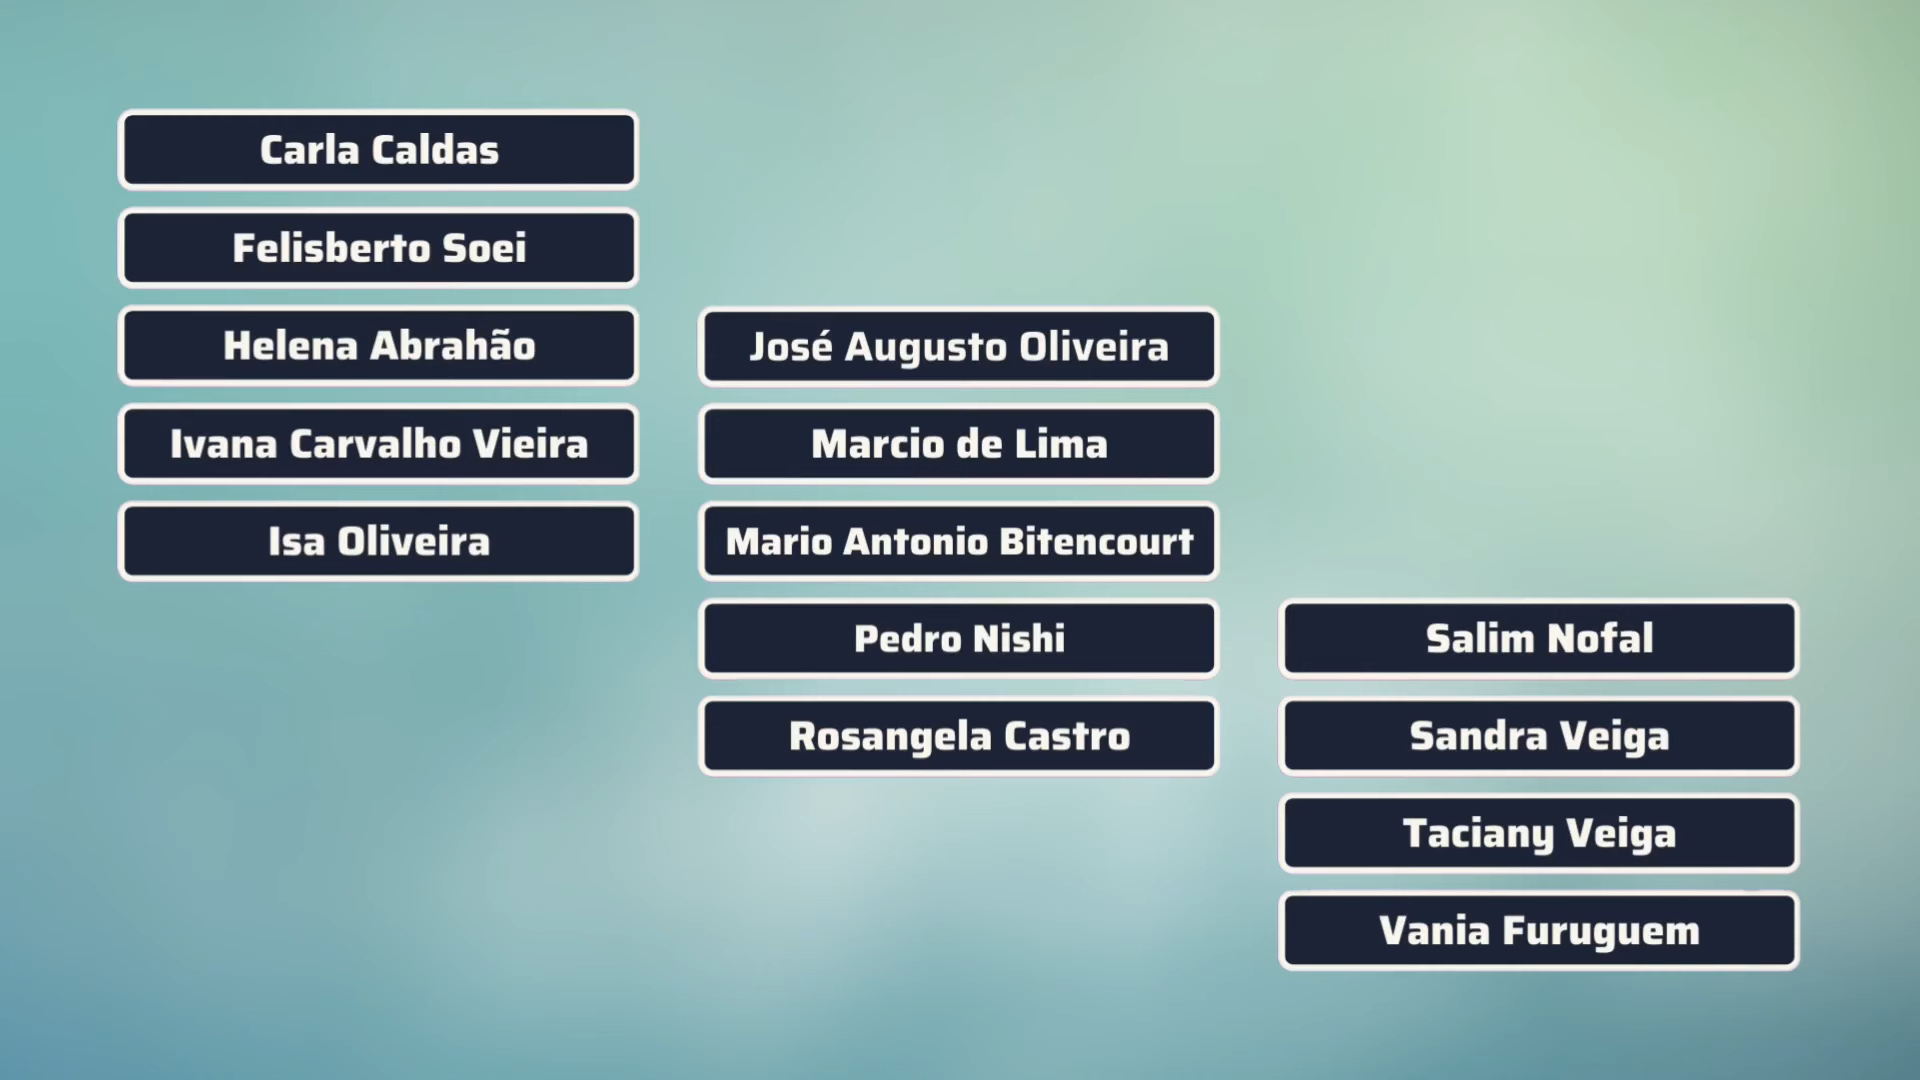 Carla Caldas
Felisberto Soei
Helena Abrahão
Ivana Carvalho Vieira
Isa Oliveira
José Augusto Oliveira
Marcio de Lima
Mario Antonio Bitencourt
Pedro Nishi
Rosangela Castro
Salim Nofal
Sandra Veiga
Taciany Veiga
Vania Furuguem